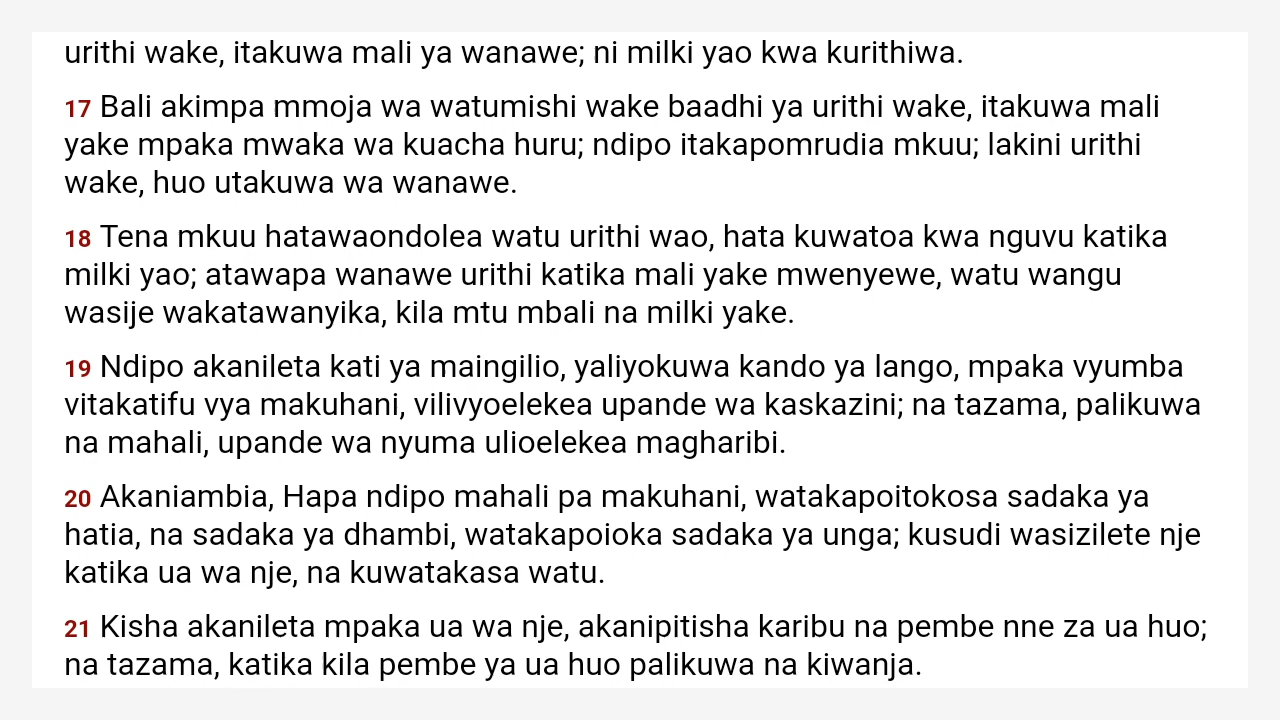 urithi wake, itakuwa mali ya wanawe; ni milki yao kwa kurithiwa.
17 Bali akimpa mmoja wa watumishi wake baadhi ya urithi wake, itakuwa mali
yake mpaka mwaka wa kuacha huru; ndipo itakapomrudia mkuu; lakini urithi
wake, huo utakuwa wa wanawe.
18 Tena mkuu hatawaondolea watu urithi wao, hata kuwatoa kwa nguvu katika
milki yao; atawapa wanawe urithi katika mali yake mwenyewe, watu wangu
wasije wakatawanyika, kila mtu mbali na milki yake.
19 Ndipo akanileta kati ya maingilio, yaliyokuwa kando ya lango, mpaka vyumba
vitakatifu vya makuhani, vilivyoelekea upande wa kaskazini; na tazama, palikuwa
na mahali, upande wa nyuma ulioelekea magharibi.
20 Akaniambia, Hapa ndipo mahali pa makuhani, watakapoitokosa sadaka ya
hatia, na sadaka ya dhambi, watakapoioka sadaka ya unga; kusudi wasizilete nje
katika ua wa nje, na kuwatakasa watu.
21 Kisha akanileta mpaka ua wa nje, akanipitisha karibu na pembe nne za ua huo;
na tazama, katika kila pembe ya ua huo palikuwa na kiwanja.